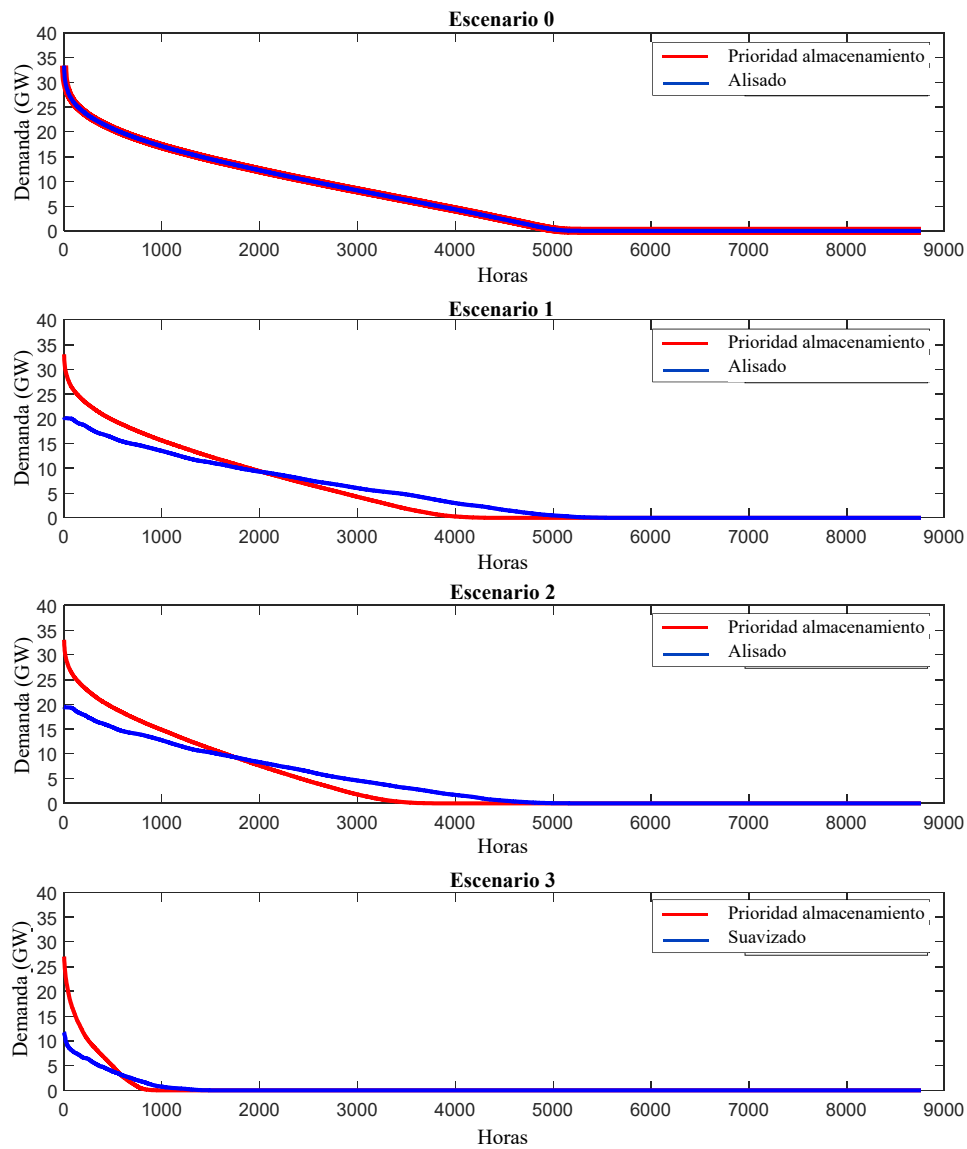 Escenario 0
Demanda (GW)
40
35
30
25
20
15
10
5
0
Prioridad almacenamiento
Alisado
0 1000 2000 3000 4000 5000 6000 7000 8000 9000
Horas
Escenario 1
Demanda (GW)
40
35
30
25
20
15
10
5
0
Prioridad almacenamiento
Alisado
0 1000 2000 3000 4000 5000 6000 7000 8000 9000
Horas
Escenario 2
Demanda (GW)
40
35
30
25
20
15
10
5
0
Prioridad almacenamiento
Alisado
0 1000 2000 3000 4000 5000 6000 7000 8000 9000
Horas
Escenario 3
Demanda (GW)
40
35
30
25
20
15
10
5
0
Prioridad almacenamiento
Suavizado
0 1000 2000 3000 4000 5000 6000 7000 8000 9000
Horas